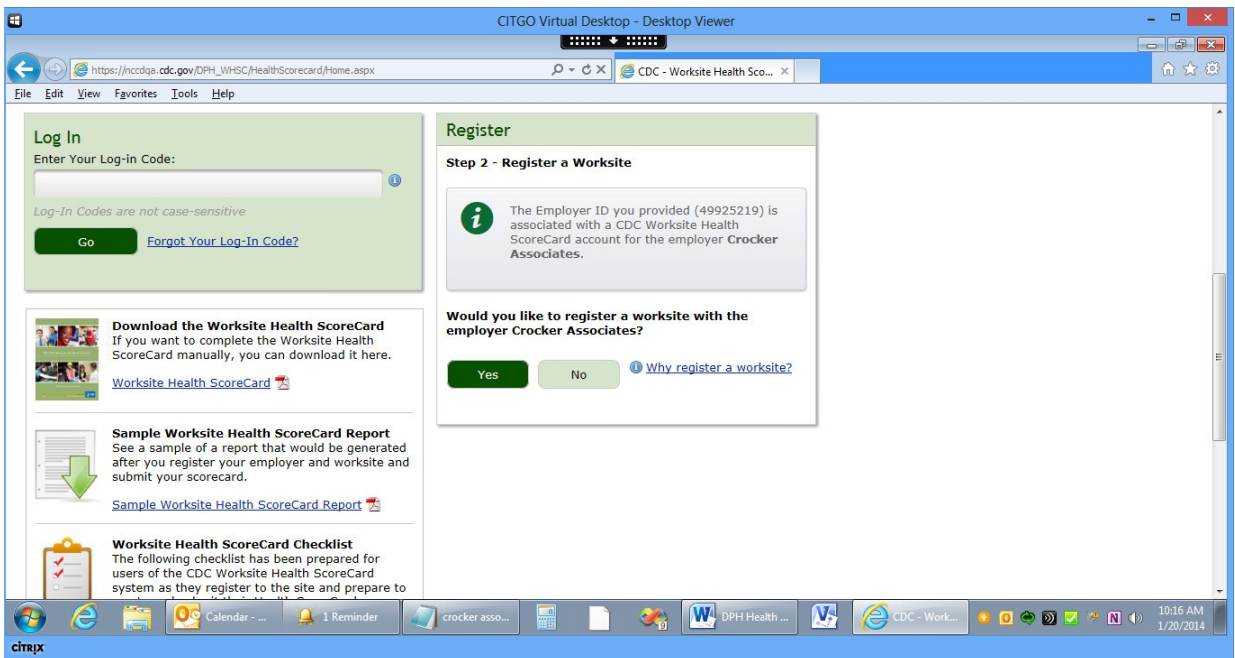 CITGO Virtual Desktop - Desktop Viewer
https://nccdqa.cdc.gov/DPH_WHSC/HealthScorecard/Home.aspx
CDC - Worksite Health Sco...
File Edit View Favorites Tools Help
Log In
Enter Your Log-in Code:
Log-In Codes are not case-sensitive
Go
Forgot Your Log-In Code?
Download the Worksite Health ScoreCard
If you want to complete the Worksite Health
ScoreCard manually, you can download it here.
Worksite Health ScoreCard
Sample Worksite Health ScoreCard Report
See a sample of a report that would be generated
after you register your employer and worksite and
submit your scorecard.
Sample Worksite Health ScoreCard Report
Worksite Health ScoreCard Checklist
The following checklist has been prepared for
users of the CDC Worksite Health ScoreCard
system as they register to the site and prepare to
Register
Step 2 - Register a Worksite
The Employer ID you provided (49925219) is
associated with a CDC Worksite Health
ScoreCard account for the employer Crocker
Associates.
Would you like to register a worksite with the
employer Crocker Associates?
Yes
No
Why register a worksite?
Calendar - ...
1 Reminder
crocker asso...
DPH Health ...
CDC - Work...
10:16 AM
1/20/2014
CITRIX